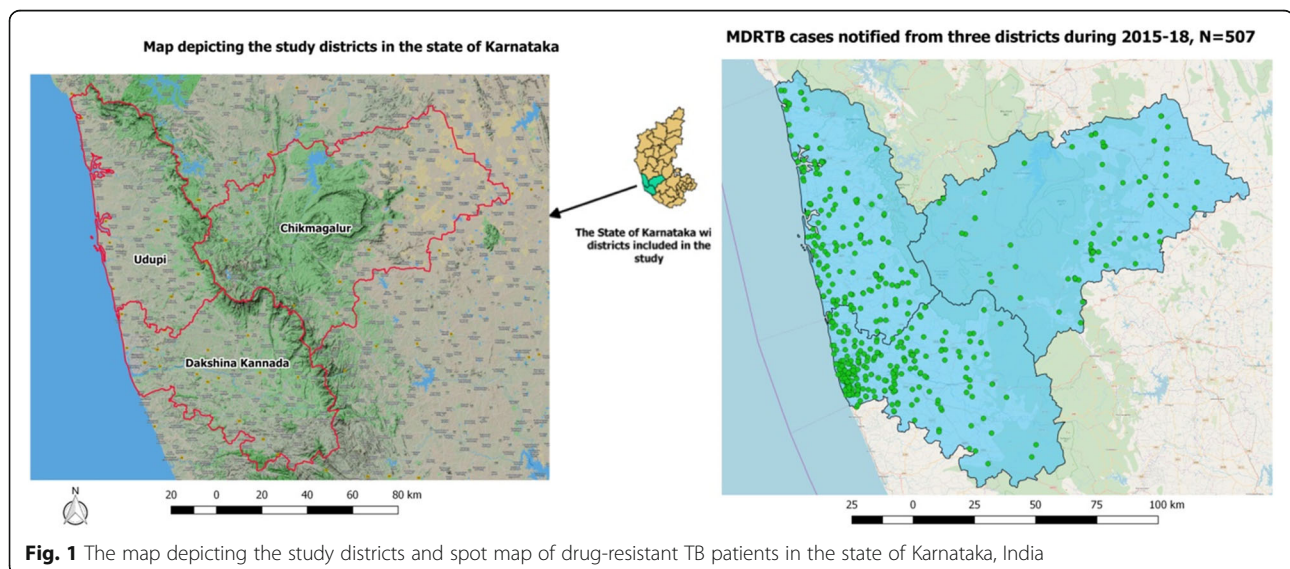 Map depicting the study districts in the state of Karnataka
Chikmagalur
Udupi
Dakshina Kannada
N
20 0 20 40 60 80 km
The State of Karnataka wi
districts included in the
study
MDRTB cases notified from three districts during 2015-18, N=507
25 0 25 50 75 100 km
Fig. 1 The map depicting the study districts and spot map of drug-resistant TB patients in the state of Karnataka, India